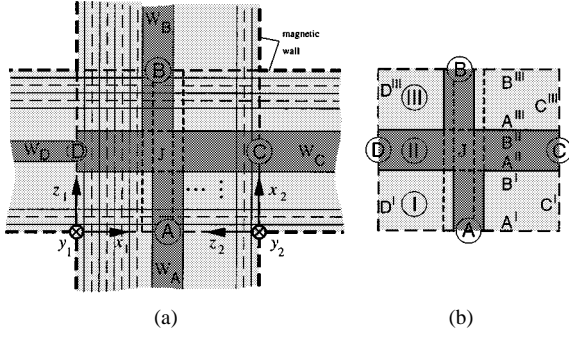 W_B
magnetic
wall
B
W_D
D
J
C
W_C
z_1
x_2
y_1
x_1
A
z_2
y_2
W_A
(a)
B
D^III
III
B^III
C^III
A^III
D
II
J
B^II
A^II
C
D^I
I
B^I
C^I
A^I
A
(b)